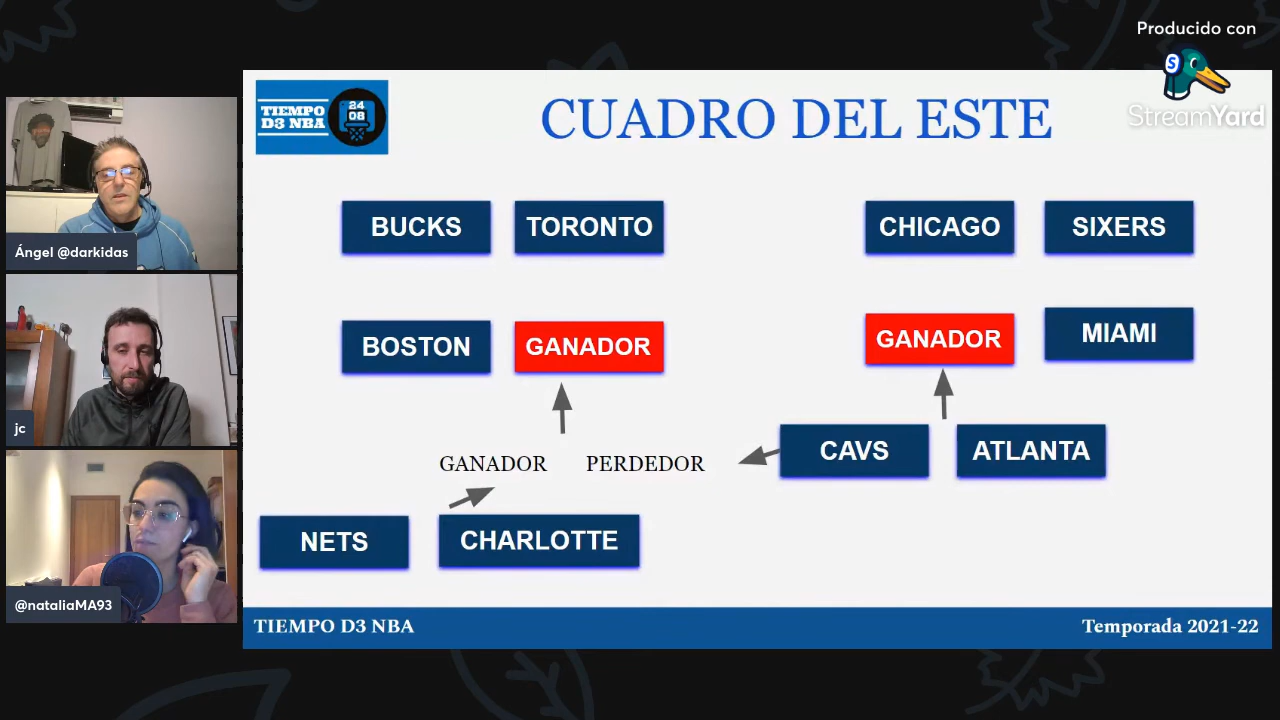 Producido con
S
StreamYard
TIEMPO
D3 NBA
24
08
CUADRO DEL ESTE
BUCKS
TORONTO
CHICAGO
SIXERS
BOSTON
GANADOR
GANADOR
MIAMI
GANADOR
PERDEDOR
CAVS
ATLANTA
NETS
CHARLOTTE
TIEMPO D3 NBA
Temporada 2021-22
Ángel @darkidas
jc
@nataliaMA93